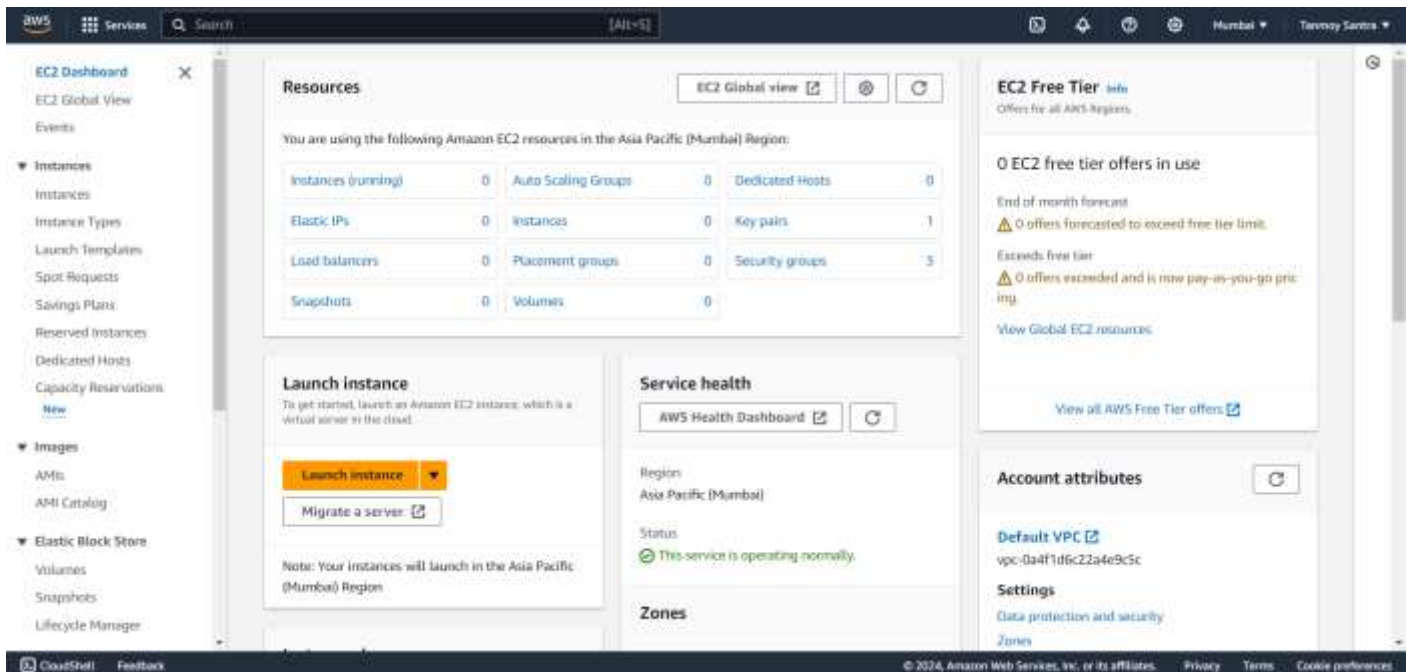 aws
Services
Search
[Alt+S]
Mumbai
Tanmoy Santra
EC2 Dashboard
EC2 Global View
Events
Instances
Instances
Instance Types
Launch Templates
Spot Requests
Savings Plans
Reserved Instances
Dedicated Hosts
Capacity Reservations
New
Images
AMIs
AMI Catalog
Elastic Block Store
Volumes
Snapshots
Lifecycle Manager
Resources
EC2 Global view
You are using the following Amazon EC2 resources in the Asia Pacific (Mumbai) Region:
Instances (running) 0 Auto Scaling Groups 0 Dedicated Hosts 0
Elastic IPs 0 Instances 0 Key pairs 1
Load balancers 0 Placement groups 0 Security groups 3
Snapshots 0 Volumes 0
Launch instance
To get started, launch an Amazon EC2 instance, which is a
virtual server in the cloud.
Launch instance
Migrate a server
Note: Your instances will launch in the Asia Pacific
(Mumbai) Region
Service health
AWS Health Dashboard
Region
Asia Pacific (Mumbai)
Status
This service is operating normally.
Zones
EC2 Free Tier Info
Offers for all AWS Regions.
0 EC2 free tier offers in use
End of month forecast
0 offers forecasted to exceed free tier limit.
Exceeds free tier
0 offers exceeded and is now pay-as-you-go pric
ing.
View Global EC2 resources
View all AWS Free Tier offers
Account attributes
Default VPC
vpc-0a4f1d6c22a4e9c5c
Settings
Data protection and security
Zones
CloudShell Feedback
© 2024, Amazon Web Services, Inc. or its affiliates. Privacy Terms Cookie preferences